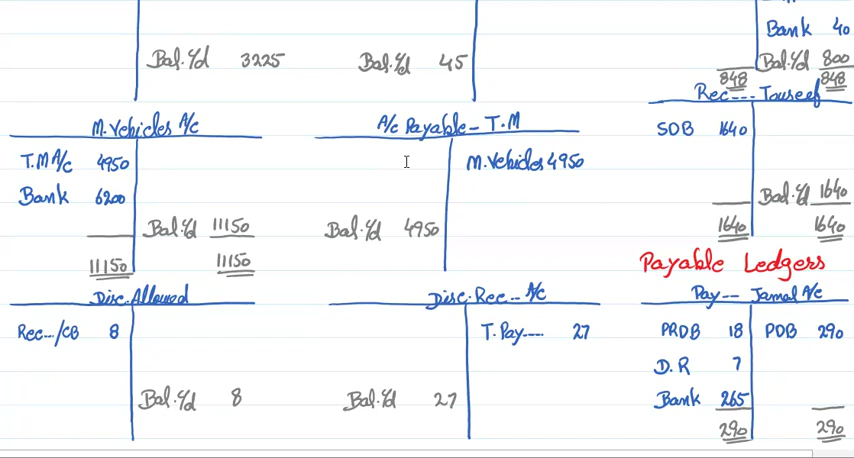 Bank 40
Bal. c/d 3225
Bal. c/d 45
Bal. c/d 800
848 848
M. Vehicles A/c
T.M A/c 4950
Bank 6200
Bal. c/d 11150
11150 11150
A/c Payable - T.M
M. Vehicles 4950
Bal. c/d 4950
Rec--- Touseef
SOB 1640
Bal. c/d 1640
1640 1640
Payable Ledgers
Disc. Allowed
Rec--/CB 8
Bal. c/d 8
Disc. Rec-- A/c
T. Pay---- 27
Bal. c/d 27
Pay-- Jamal A/c
PRDB 18 PDB 290
D.R 7
Bank 265
290 290